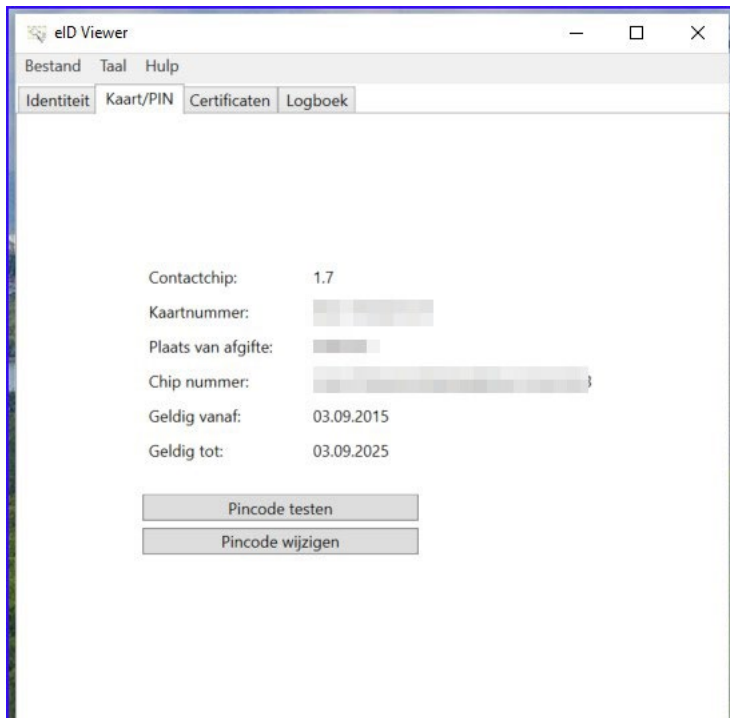 eID Viewer
Bestand Taal Hulp
Identiteit Kaart/PIN Certificaten Logboek
Contactchip: 1.7
Kaartnummer:
Plaats van afgifte:
Chip nummer:
Geldig vanaf: 03.09.2015
Geldig tot: 03.09.2025
Pincode testen
Pincode wijzigen